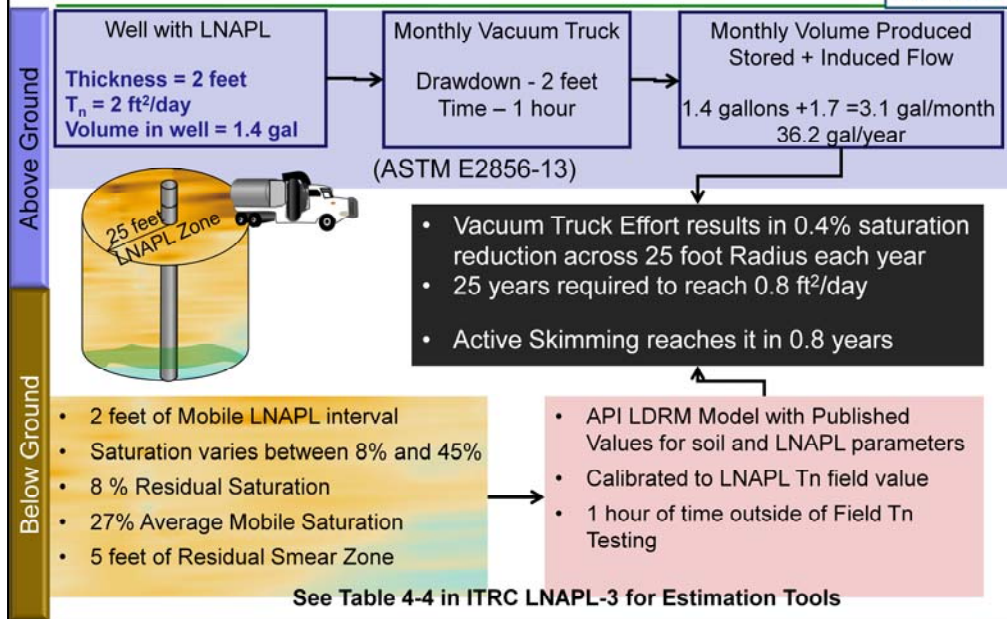 Well with LNAPL
Thickness = 2 feet
Tn = 2 ft²/day
Volume in well = 1.4 gal
Monthly Vacuum Truck
Drawdown - 2 feet
Time – 1 hour
Monthly Volume Produced
Stored + Induced Flow
1.4 gallons +1.7 =3.1 gal/month
36.2 gal/year
Above Ground
(ASTM E2856-13)
25 feet
LNAPL Zone
• Vacuum Truck Effort results in 0.4% saturation
reduction across 25 foot Radius each year
• 25 years required to reach 0.8 ft²/day
• Active Skimming reaches it in 0.8 years
Below Ground
• 2 feet of Mobile LNAPL interval
• Saturation varies between 8% and 45%
• 8 % Residual Saturation
• 27% Average Mobile Saturation
• 5 feet of Residual Smear Zone
• API LDRM Model with Published
Values for soil and LNAPL parameters
• Calibrated to LNAPL Tn field value
• 1 hour of time outside of Field Tn
Testing
See Table 4-4 in ITRC LNAPL-3 for Estimation Tools